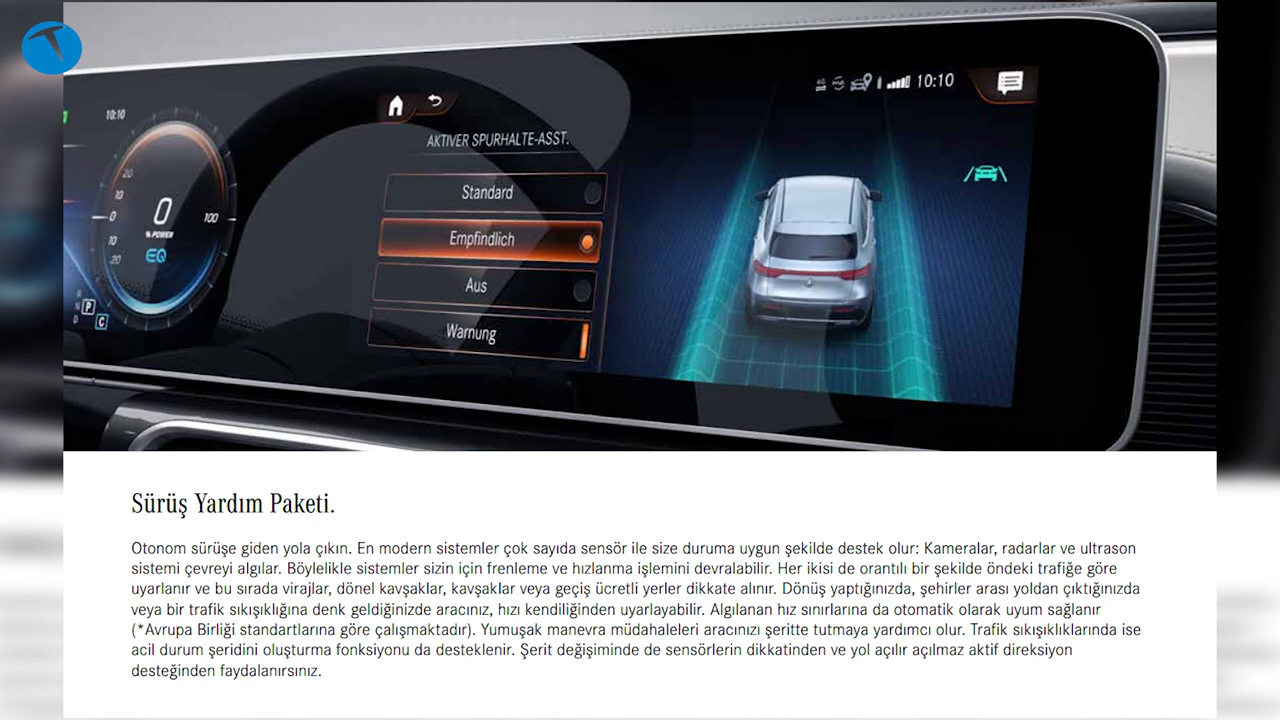 10:10
10:10
AKTIVER SPURHALTE-ASST.
20
10
0
100
10
20
0
% POWER
EQ
P
D
C
Standard
Empfindlich
Aus
Warnung
Sürüş Yardım Paketi.
Otonom sürüşe giden yola çıkın. En modern sistemler çok sayıda sensör ile size duruma uygun şekilde destek olur: Kameralar, radarlar ve ultrason
sistemi çevreyi algılar. Böylelikle sistemler sizin için frenleme ve hızlanma işlemini devralabilir. Her ikisi de orantılı bir şekilde öndeki trafiğe göre
uyarlanır ve bu sırada virajlar, dönel kavşaklar, kavşaklar veya geçiş ücretli yerler dikkate alınır. Dönüş yaptığınızda, şehirler arası yoldan çıktığınızda
veya bir trafik sıkışıklığına denk geldiğinizde aracınız, hızı kendiliğinden uyarlayabilir. Algılanan hız sınırlarına da otomatik olarak uyum sağlanır
(*Avrupa Birliği standartlarına göre çalışmaktadır). Yumuşak manevra müdahaleleri aracınızı şeritte tutmaya yardımcı olur. Trafik sıkışıklıklarında ise
acil durum şeridini oluşturma fonksiyonu da desteklenir. Şerit değişiminde de sensörlerin dikkatinden ve yol açılır açılmaz aktif direksiyon
desteğinden faydalanırsınız.